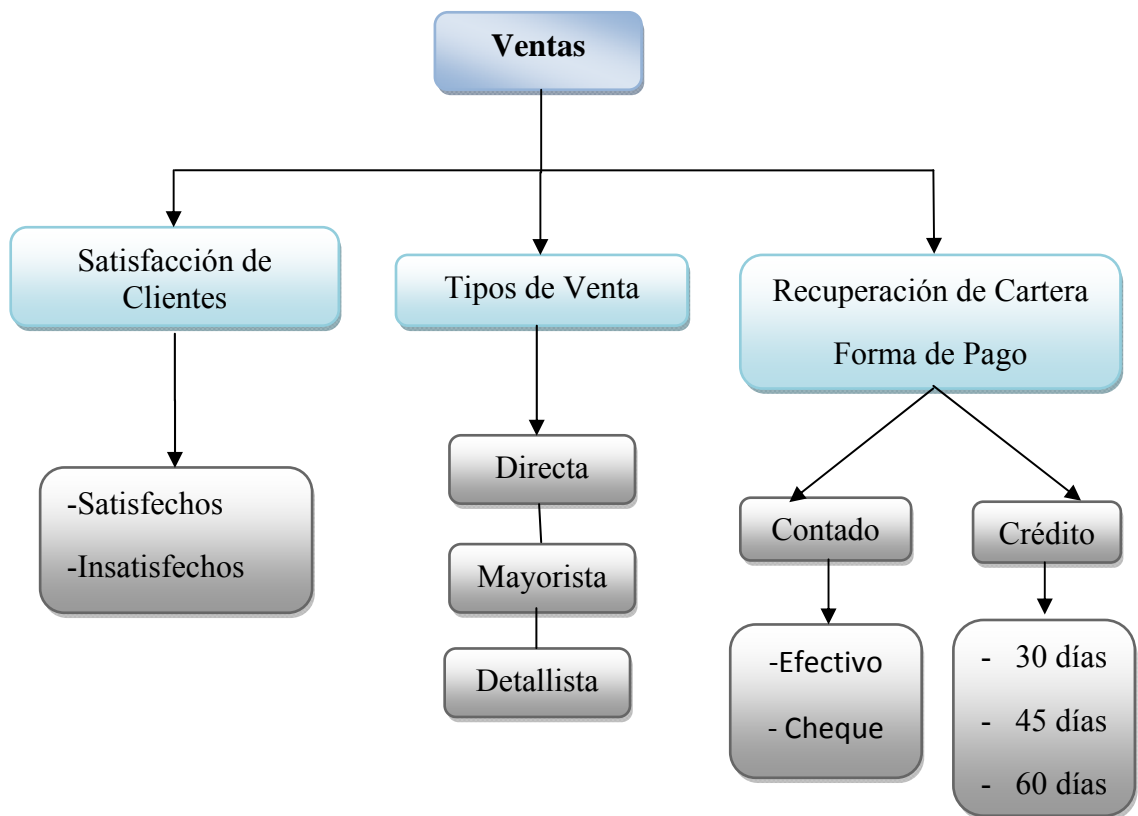 Ventas
Satisfacción de
Clientes
Tipos de Venta
Recuperación de Cartera
Forma de Pago
-Satisfechos
-Insatisfechos
Directa
Mayorista
Detallista
Contado
Crédito
-Efectivo
- Cheque
- 30 días
- 45 días
- 60 días